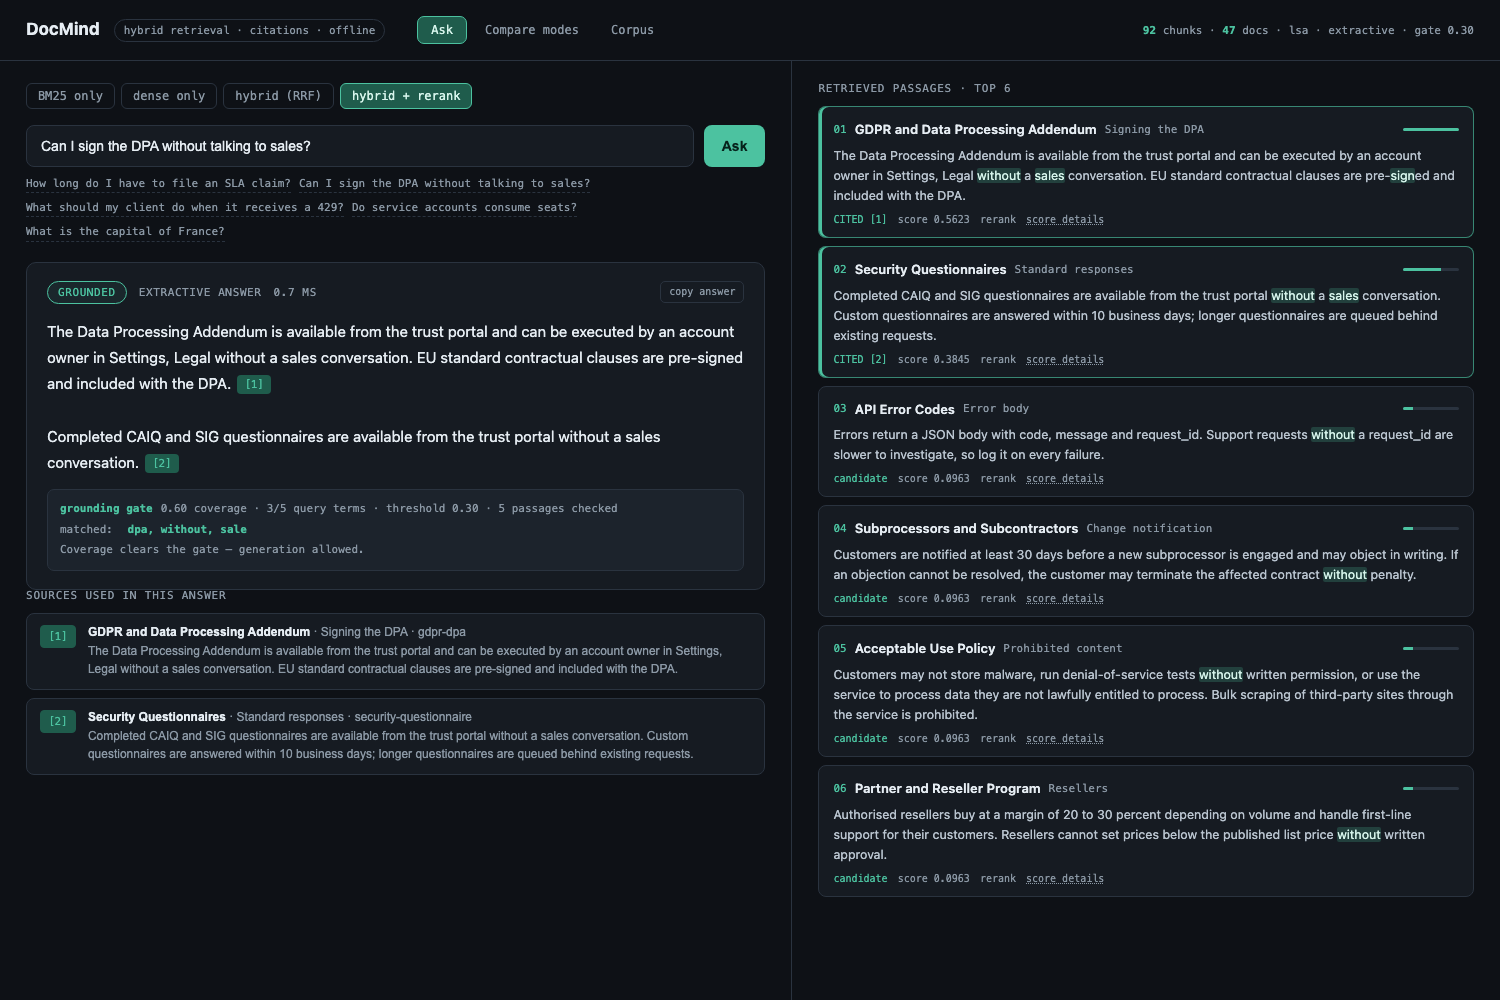 DocMind
hybrid retrieval · citations · offline
Ask
Compare modes
Corpus
92 chunks · 47 docs · lsa · extractive · gate 0.30
BM25 only
dense only
hybrid (RRF)
hybrid + rerank
Can I sign the DPA without talking to sales?
Ask
How long do I have to file an SLA claim? Can I sign the DPA without talking to sales?
What should my client do when it receives a 429? Do service accounts consume seats?
What is the capital of France?
GROUNDED EXTRACTIVE ANSWER 0.7 MS
copy answer
The Data Processing Addendum is available from the trust portal and can be executed by an account
owner in Settings, Legal without a sales conversation. EU standard contractual clauses are pre-signed
and included with the DPA. [1]
Completed CAIQ and SIG questionnaires are available from the trust portal without a sales
conversation. [2]
grounding gate 0.60 coverage · 3/5 query terms · threshold 0.30 · 5 passages checked
matched: dpa, without, sale
Coverage clears the gate — generation allowed.
SOURCES USED IN THIS ANSWER
[1] GDPR and Data Processing Addendum · Signing the DPA · gdpr-dpa
The Data Processing Addendum is available from the trust portal and can be executed by an account owner in Settings,
Legal without a sales conversation. EU standard contractual clauses are pre-signed and included with the DPA.
[2] Security Questionnaires · Standard responses · security-questionnaire
Completed CAIQ and SIG questionnaires are available from the trust portal without a sales conversation. Custom
questionnaires are answered within 10 business days; longer questionnaires are queued behind existing requests.
RETRIEVED PASSAGES · TOP 6
01 GDPR and Data Processing Addendum Signing the DPA
The Data Processing Addendum is available from the trust portal and can be executed by an account
owner in Settings, Legal without a sales conversation. EU standard contractual clauses are pre-signed and
included with the DPA.
CITED [1] score 0.5623 rerank score details
02 Security Questionnaires Standard responses
Completed CAIQ and SIG questionnaires are available from the trust portal without a sales conversation.
Custom questionnaires are answered within 10 business days; longer questionnaires are queued behind
existing requests.
CITED [2] score 0.3845 rerank score details
03 API Error Codes Error body
Errors return a JSON body with code, message and request_id. Support requests without a request_id are
slower to investigate, so log it on every failure.
candidate score 0.0963 rerank score details
04 Subprocessors and Subcontractors Change notification
Customers are notified at least 30 days before a new subprocessor is engaged and may object in writing. If
an objection cannot be resolved, the customer may terminate the affected contract without penalty.
candidate score 0.0963 rerank score details
05 Acceptable Use Policy Prohibited content
Customers may not store malware, run denial-of-service tests without written permission, or use the
service to process data they are not lawfully entitled to process. Bulk scraping of third-party sites through
the service is prohibited.
candidate score 0.0963 rerank score details
06 Partner and Reseller Program Resellers
Authorised resellers buy at a margin of 20 to 30 percent depending on volume and handle first-line
support for their customers. Resellers cannot set prices below the published list price without written
approval.
candidate score 0.0963 rerank score details